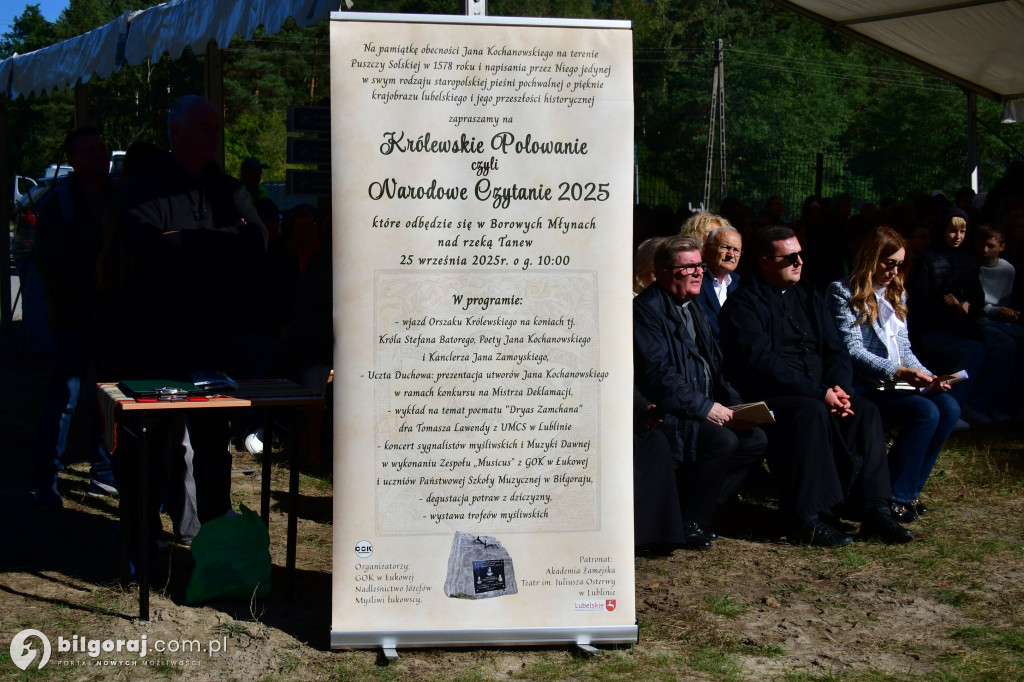 Na pamiątkę obecności Jana Kochanowskiego na terenie
Puszczy Solskiej w 1578 roku i napisania przez Niego jedynej
w swym rodzaju staropolskiej pieśni pochwalnej o pięknie
krajobrazu lubelskiego i jego przeszłości historycznej
zapraszamy na
Królewskie Polowanie
czyli
Narodowe Czytanie 2025
które odbędzie się w Borowych Młynach
nad rzeką Tanew
25 września 2025r. o g. 10:00
W programie:
- wjazd Orszaku Królewskiego na koniach tj.
Króla Stefana Batorego, Poety Jana Kochanowskiego
i Kanclerza Jana Zamoyskiego,
- Uczta Duchowa: prezentacja utworów Jana Kochanowskiego
w ramach konkursu na Mistrza Deklamacji,
- wykład na temat poematu "Dryas Zamchana"
dra Tomasza Lawendy z UMCS w Lublinie
- koncert sygnalistów myśliwskich i Muzyki Dawnej
w wykonaniu Zespołu „Musicus" z GOK w Łukowej
i uczniów Państwowej Szkoły Muzycznej w Biłgoraju,
- degustacja potraw z dziczyzny,
- wystawa trofeów myśliwskich
GOK
Organizatorzy:
GOK w Łukowej
Nadleśnictwo Józefów
Myśliwi Łukowscy,
Patronat:
Akademia Zamojska
Teatr im. Juliusza Osterwy
w Lublinie
Lubelskie
bilgoraj.com.pl
PORTAL NOWYCH MOŻLIWOŚCI